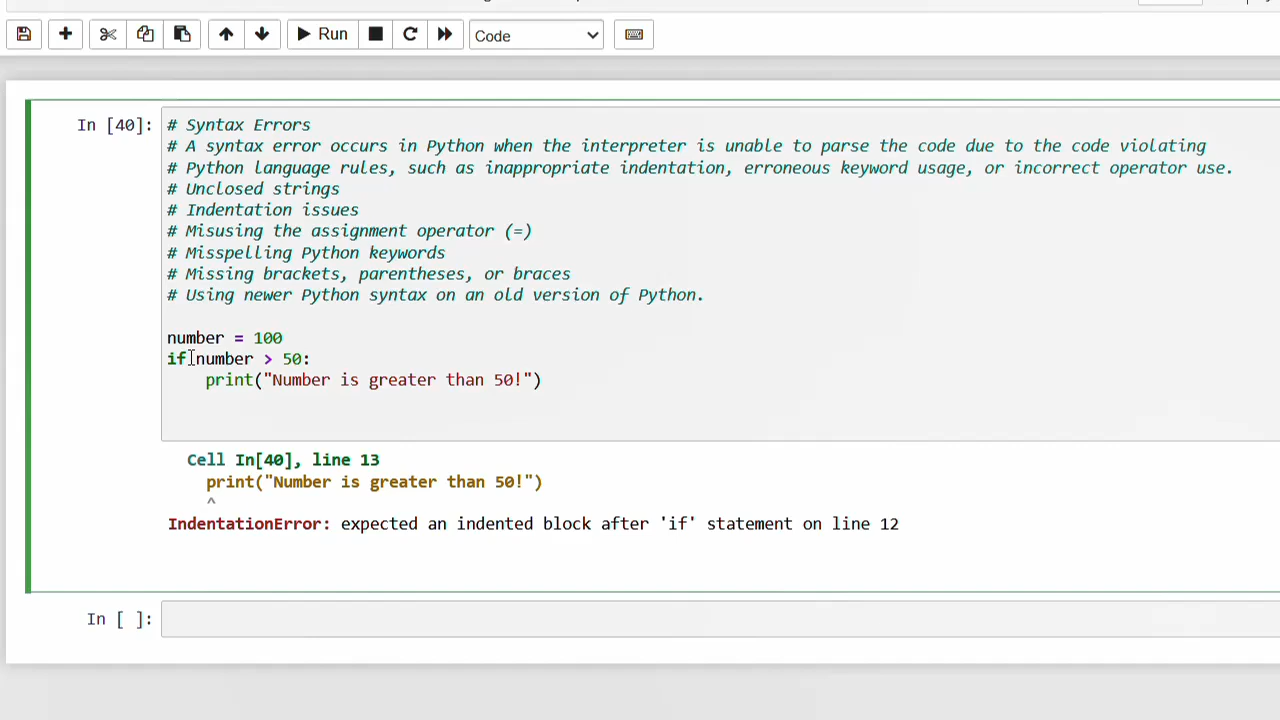 Run
Code
In [40]:
# Syntax Errors
# A syntax error occurs in Python when the interpreter is unable to parse the code due to the code violating
# Python language rules, such as inappropriate indentation, erroneous keyword usage, or incorrect operator use.
# Unclosed strings
# Indentation issues
# Misusing the assignment operator (=)
# Misspelling Python keywords
# Missing brackets, parentheses, or braces
# Using newer Python syntax on an old version of Python.
number = 100
if number > 50:
    print("Number is greater than 50!")
Cell In[40], line 13
print("Number is greater than 50!")
^
IndentationError: expected an indented block after 'if' statement on line 12
In [ ]: